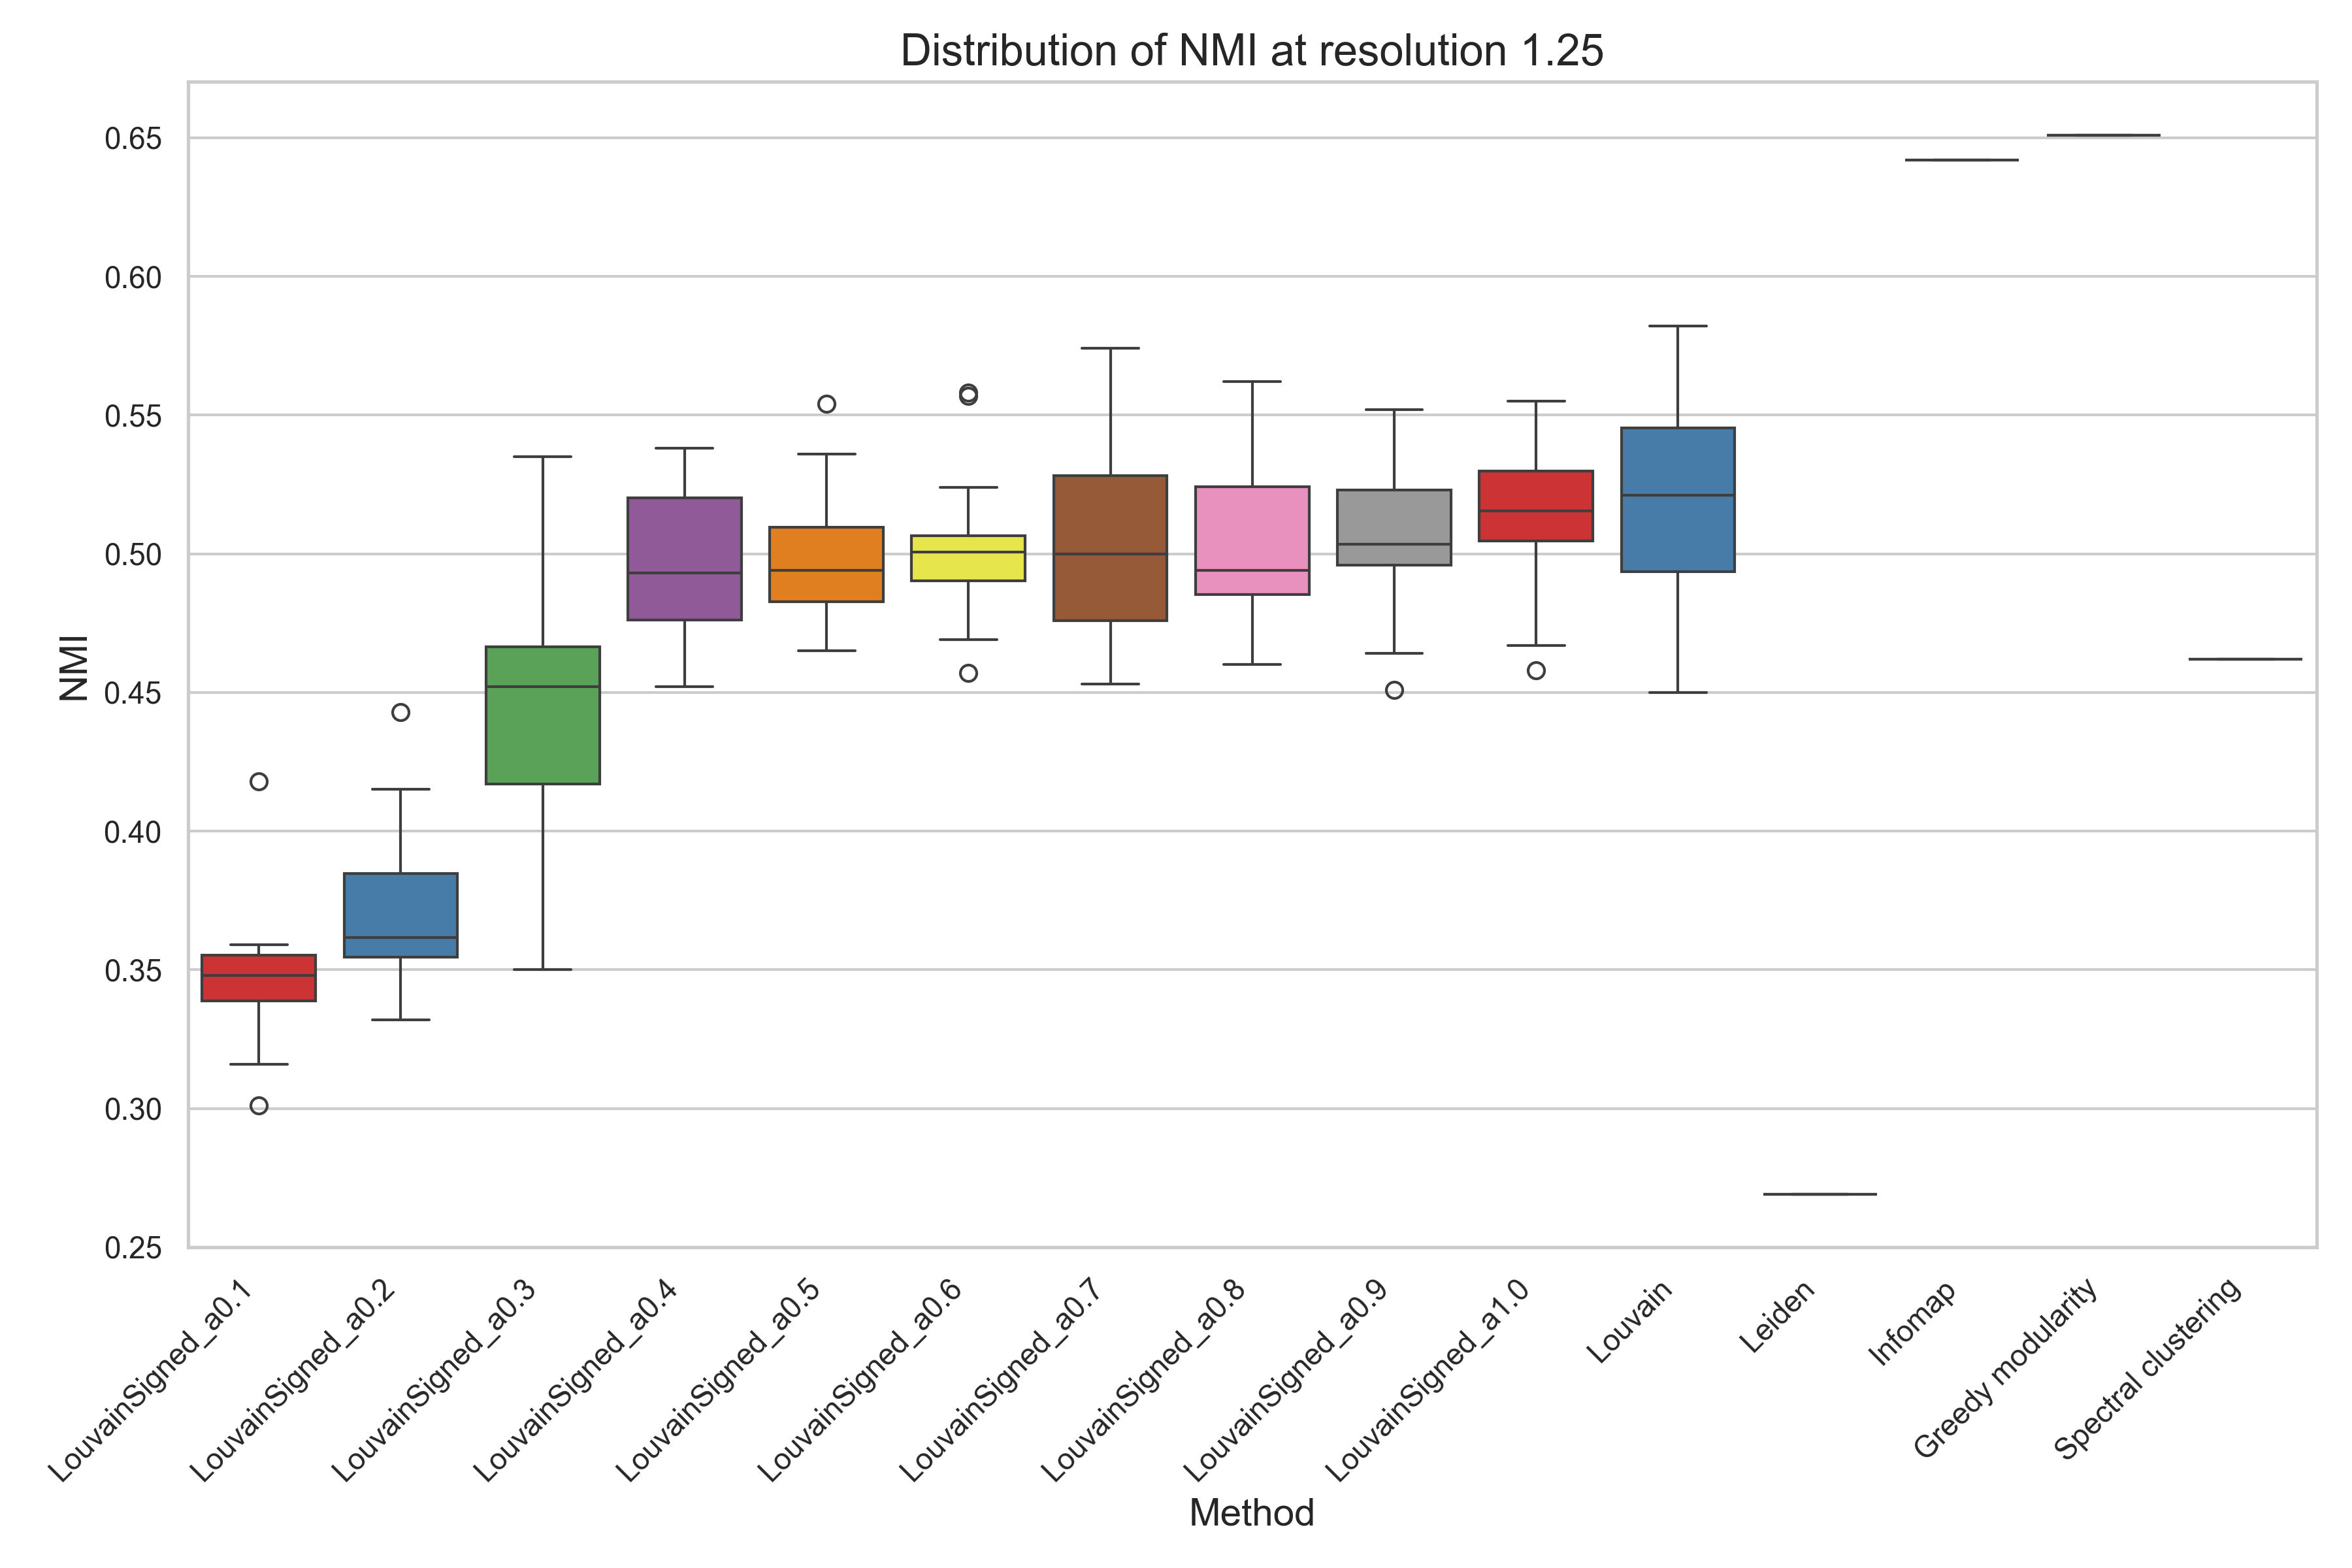 Distribution of NMI at resolution 1.25
NMI
0.65
0.60
0.55
0.50
0.45
0.40
0.35
0.30
0.25
LouvainSigned_a0.1
LouvainSigned_a0.2
LouvainSigned_a0.3
LouvainSigned_a0.4
LouvainSigned_a0.5
LouvainSigned_a0.6
LouvainSigned_a0.7
LouvainSigned_a0.8
LouvainSigned_a0.9
LouvainSigned_a1.0
Louvain
Leiden
Infomap
Greedy modularity
Spectral clustering
Method